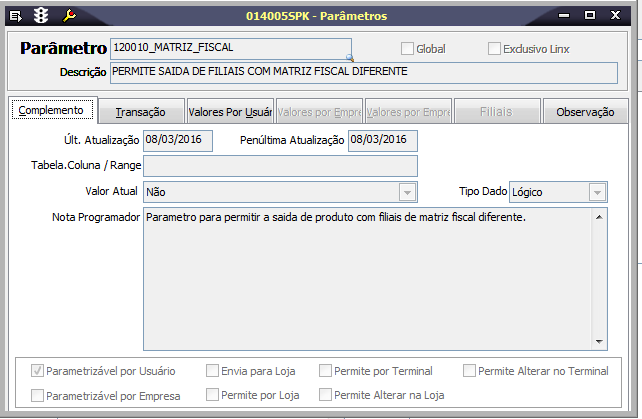 014005SPK - Parâmetros
Parâmetro 120010_MATRIZ_FISCAL Global Exclusivo Linx
Descrição PERMITE SAIDA DE FILIAIS COM MATRIZ FISCAL DIFERENTE
Complemento Transação Valores Por Usuár Valores por Empre Valores por Empre Filiais Observação
Últ. Atualização 08/03/2016 Penúltima Atualização 08/03/2016
Tabela.Coluna / Range
Valor Atual Não Tipo Dado Lógico
Nota Programador Parametro para permitir a saida de produto com filiais de matriz fiscal diferente.
Parametrizável por Usuário Envia para Loja Permite por Terminal Permite Alterar no Terminal
Parametrizável por Empresa Permite por Loja Permite Alterar na Loja